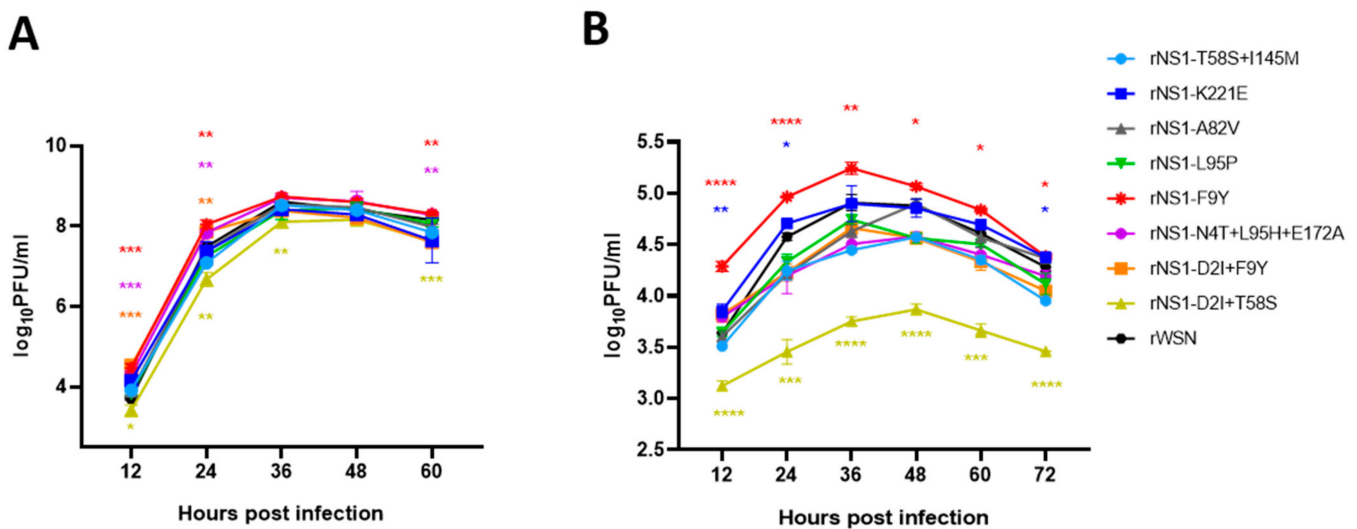 A
log10PFU/ml
10
8
6
4
12 24 36 48 60
Hours post infection
** ** **
*** *** ***
** **
* ** ** ***
B
log10PFU/ml
5.5
5.0
4.5
4.0
3.5
3.0
2.5
12 24 36 48 60 72
Hours post infection
**** **** ** * * *
** * *
**** *** **** **** *** ****
rNS1-T58S+I145M
rNS1-K221E
rNS1-A82V
rNS1-L95P
rNS1-F9Y
rNS1-N4T+L95H+E172A
rNS1-D2I+F9Y
rNS1-D2I+T58S
rWSN